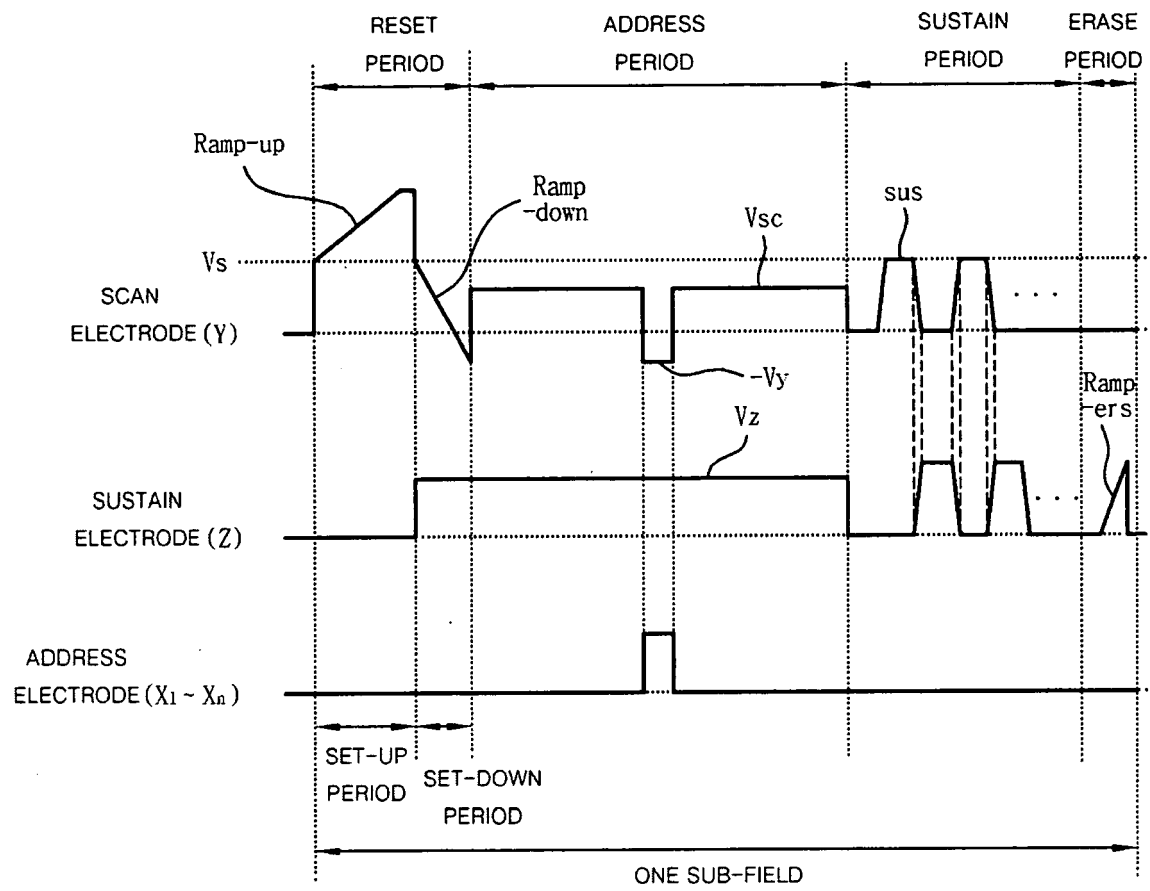 RESET
PERIOD
ADDRESS
PERIOD
SUSTAIN
PERIOD
ERASE
PERIOD
Ramp-up
Ramp
-down
Vsc
sus
Vs
SCAN
ELECTRODE (Y)
. . . .
-Vy
Ramp
-ers
Vz
SUSTAIN
ELECTRODE (Z)
. . . .
ADDRESS
ELECTRODE (X1 ~ Xn)
SET-UP
PERIOD
SET-DOWN
PERIOD
ONE SUB-FIELD